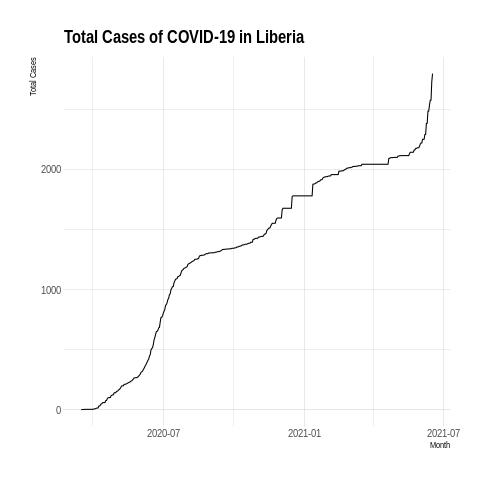 Total Cases of COVID-19 in Liberia
Total Cases
2000
1000
0
2020-07
2021-01
2021-07
Month